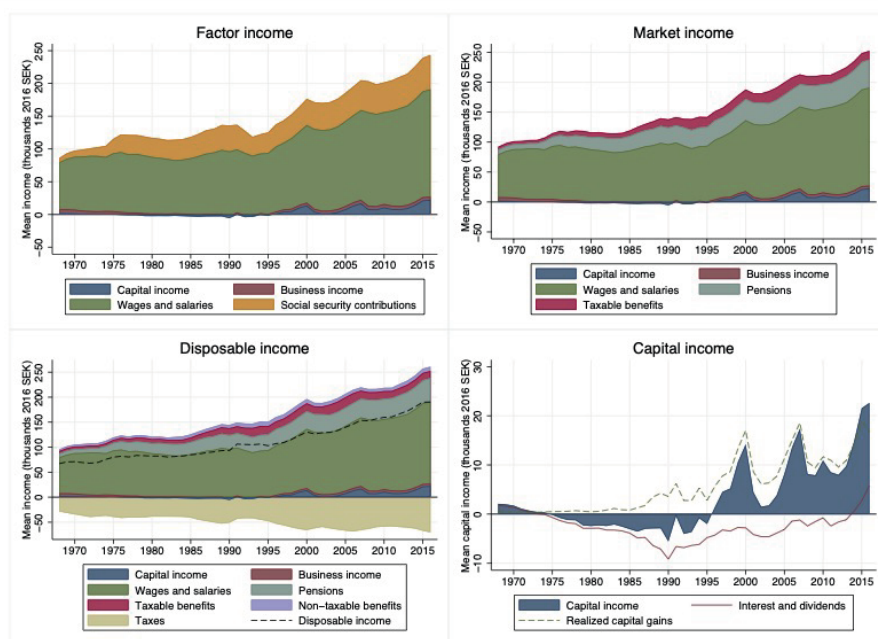 Factor income
Mean income (thousands 2016 SEK)
250
200
150
100
50
0
-50
1970 1975 1980 1985 1990 1995 2000 2005 2010 2015
Capital income Business income
Wages and salaries Social security contributions
Market income
Mean income (thousands 2016 SEK)
250
200
150
100
50
0
-50
1970 1975 1980 1985 1990 1995 2000 2005 2010 2015
Capital income Business income
Wages and salaries Pensions
Taxable benefits
Disposable income
Mean income (thousands 2016 SEK)
250
200
150
100
50
0
-50
1970 1975 1980 1985 1990 1995 2000 2005 2010 2015
Capital income Business income
Wages and salaries Pensions
Taxable benefits Non-taxable benefits
Taxes Disposable income
Capital income
Mean capital income (thousands 2016 SEK)
30
20
10
0
-10
1970 1975 1980 1985 1990 1995 2000 2005 2010 2015
Capital income Interest and dividends
Realized capital gains